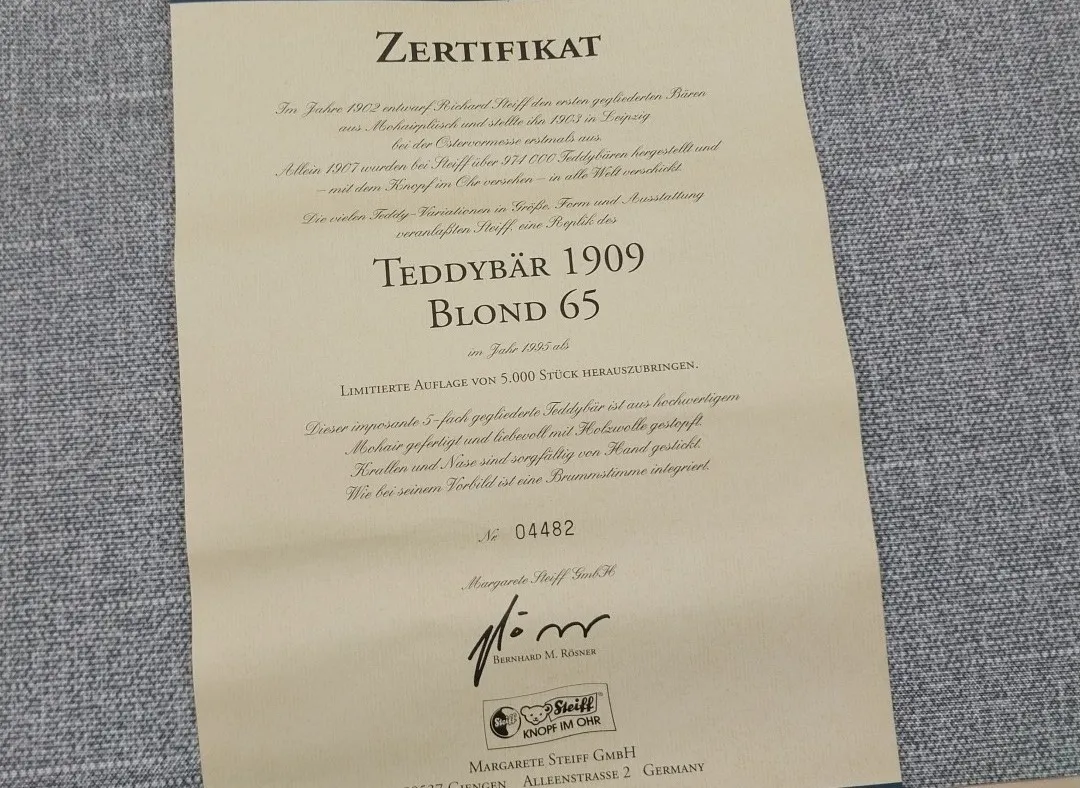 ZERTIFIKAT
Im Jahre 1902 entwurf Richard Steiff den ersten gegliederten Bären
aus Mohairplüsch und stellte ihn 1903 in Leipzig
bei der Ostervormesse erstmals aus.
Allein 1907 wurden bei Steiff über 974 000 Teddybären hergestellt und
– mit dem Knopf im Ohr versehen – in alle Welt verschickt.
Die vielen Teddy-Variationen in Größe, Form und Ausstattung
veranlaßten Steiff, eine Replik des
TEDDYBÄR 1909
BLOND 65
im Jahr 1995 als
LIMITIERTE AUFLAGE VON 5.000 STÜCK HERAUSZUBRINGEN.
Dieser imposante 5-fach gegliederte Teddybär ist aus hochwertigem
Mohair gefertigt und liebevoll mit Holzwolle gestopft.
Krallen und Nase sind sorgfältig von Hand gestickt.
Wie bei seinem Vorbild ist eine Brummstimme integriert.
Nr. 04482
Margarete Steiff GmbH
BERNHARD M. RÖSNER
Steiff Steiff
KNOPF IM OHR
MARGARETE STEIFF GMBH
GIENGEN ALLEENSTRASSE 2 GERMANY